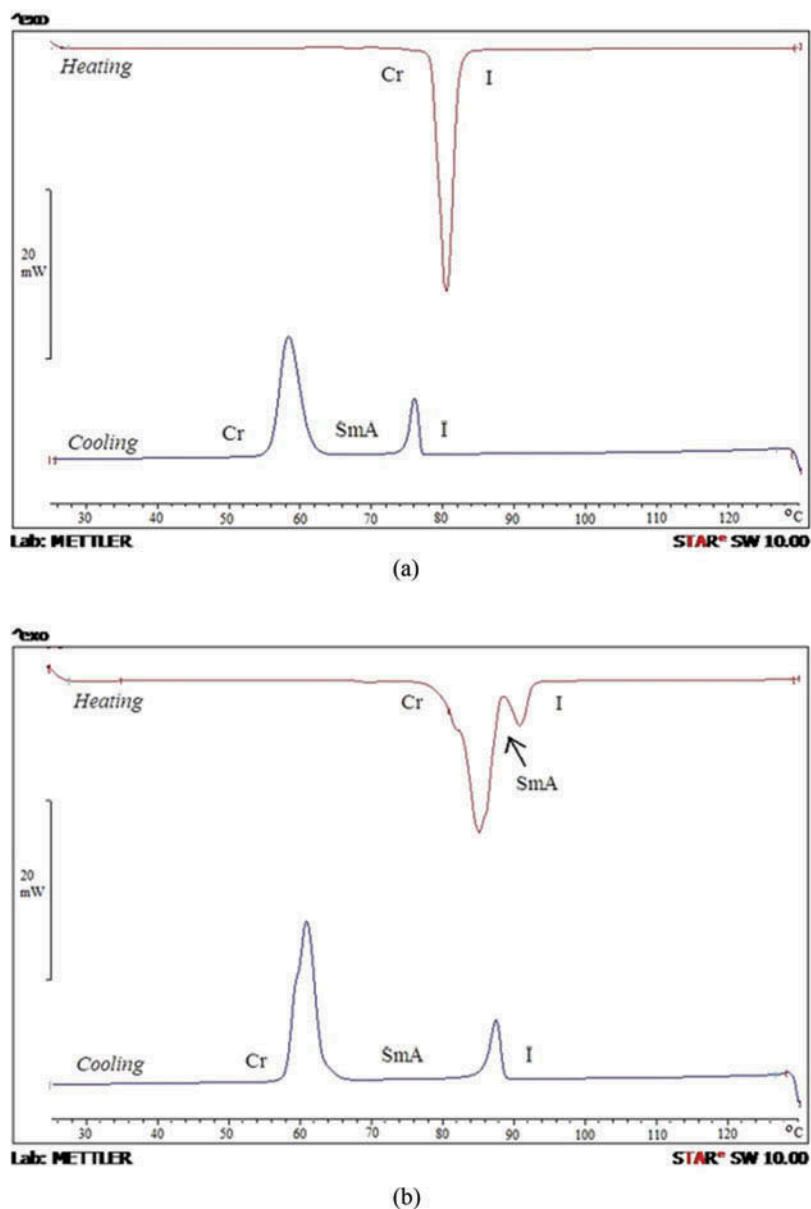 ^exo
Heating
Cr
I
20
mW
Cr
SmA
I
Cooling
30 40 50 60 70 80 90 100 110 120 °C
Lab: METTLER
STARe SW 10.00
(a)
^exo
Heating
Cr
I
SmA
20
mW
Cr
SmA
I
Cooling
30 40 50 60 70 80 90 100 110 120 °C
Lab: METTLER
STARe SW 10.00
(b)